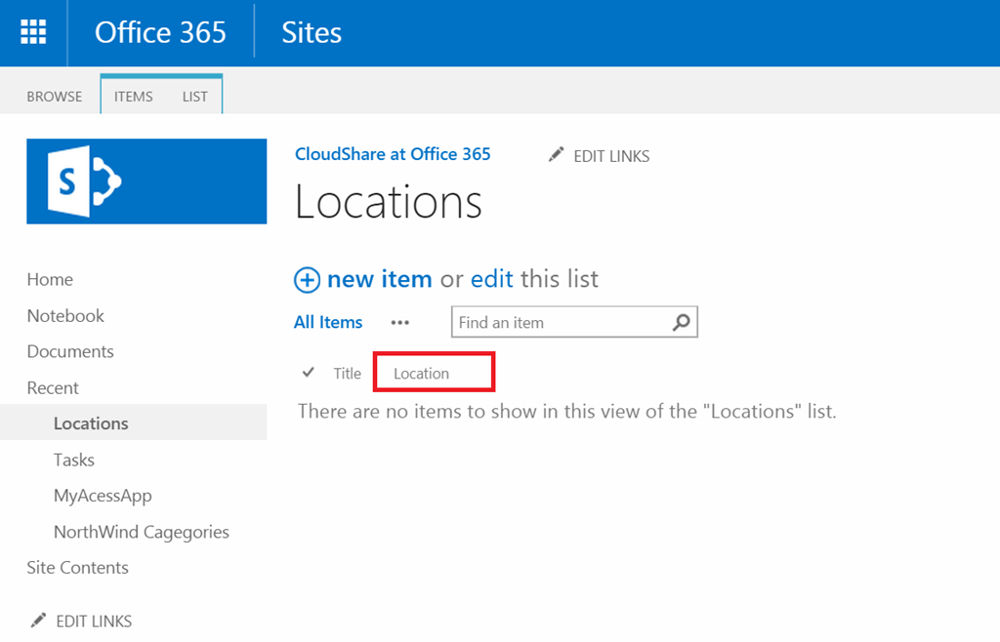 Office 365 Sites
BROWSE ITEMS LIST
S
CloudShare at Office 365 EDIT LINKS
Locations
new item or edit this list
All Items ••• Find an item
Title Location
There are no items to show in this view of the "Locations" list.
Home
Notebook
Documents
Recent
Locations
Tasks
MyAcessApp
NorthWind Cagegories
Site Contents
EDIT LINKS